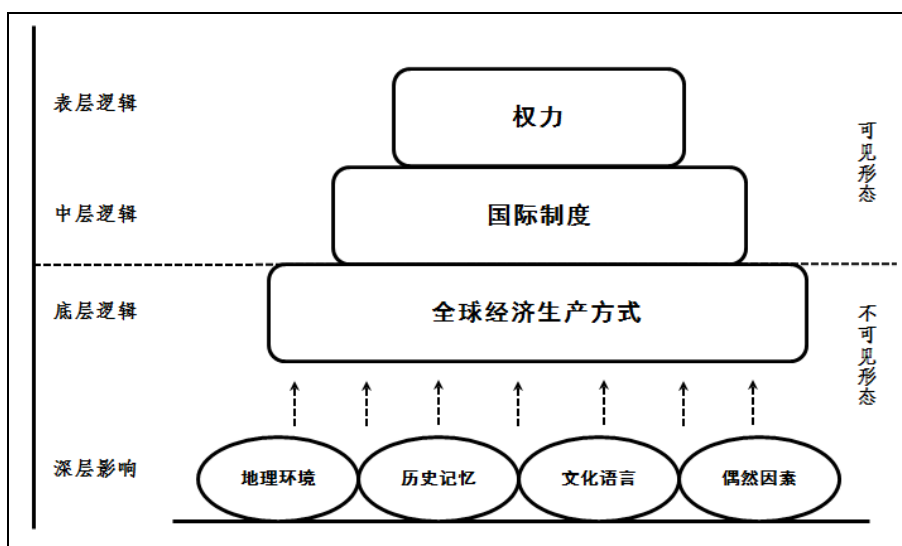 表层逻辑
权力
可见形态
中层逻辑
国际制度
底层逻辑
全球经济生产方式
不可见形态
深层影响
地理环境
历史记忆
文化语言
偶然因素